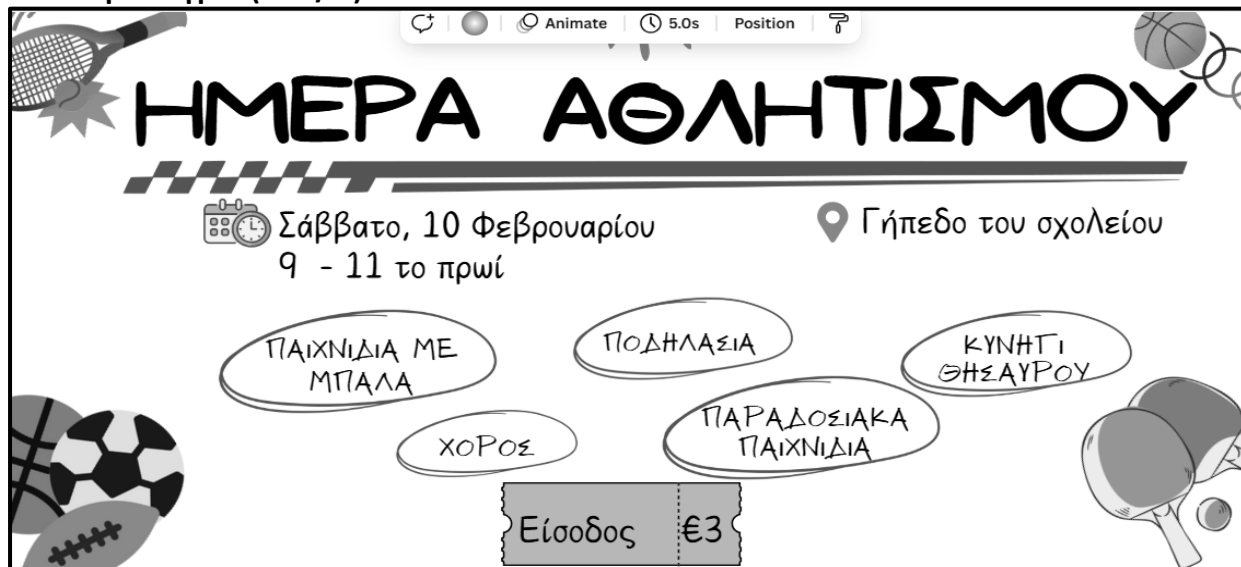 Animate 5.0s Position
ΗΜΕΡΑ ΑΘΛΗΤΙΣΜΟΥ
Σάββατο, 10 Φεβρουαρίου
9 - 11 το πρωί
Γήπεδο του σχολείου
ΠΑΙΧΝΙΔΙΑ ΜΕ
ΜΠΑΛΑ
ΠΟΔΗΛΑΣΙΑ
ΚΥΝΗΓΙ
ΘΗΣΑΥΡΟΥ
ΧΟΡΟΣ
ΠΑΡΑΔΟΣΙΑΚΑ
ΠΑΙΧΝΙΔΙΑ
Είσοδος €3